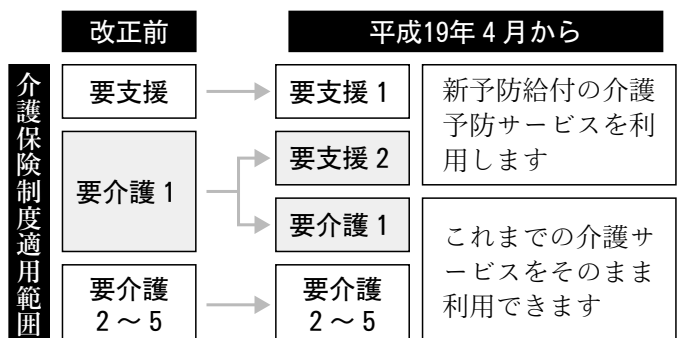 改正前
平成19年4月から
介護保険制度適用範囲
要支援
要支援1
新予防給付の介護
予防サービスを利
用します
要介護1
要支援2
要介護1
これまでの介護サ
ービスをそのまま
利用できます
要介護
2～5
要介護
2～5